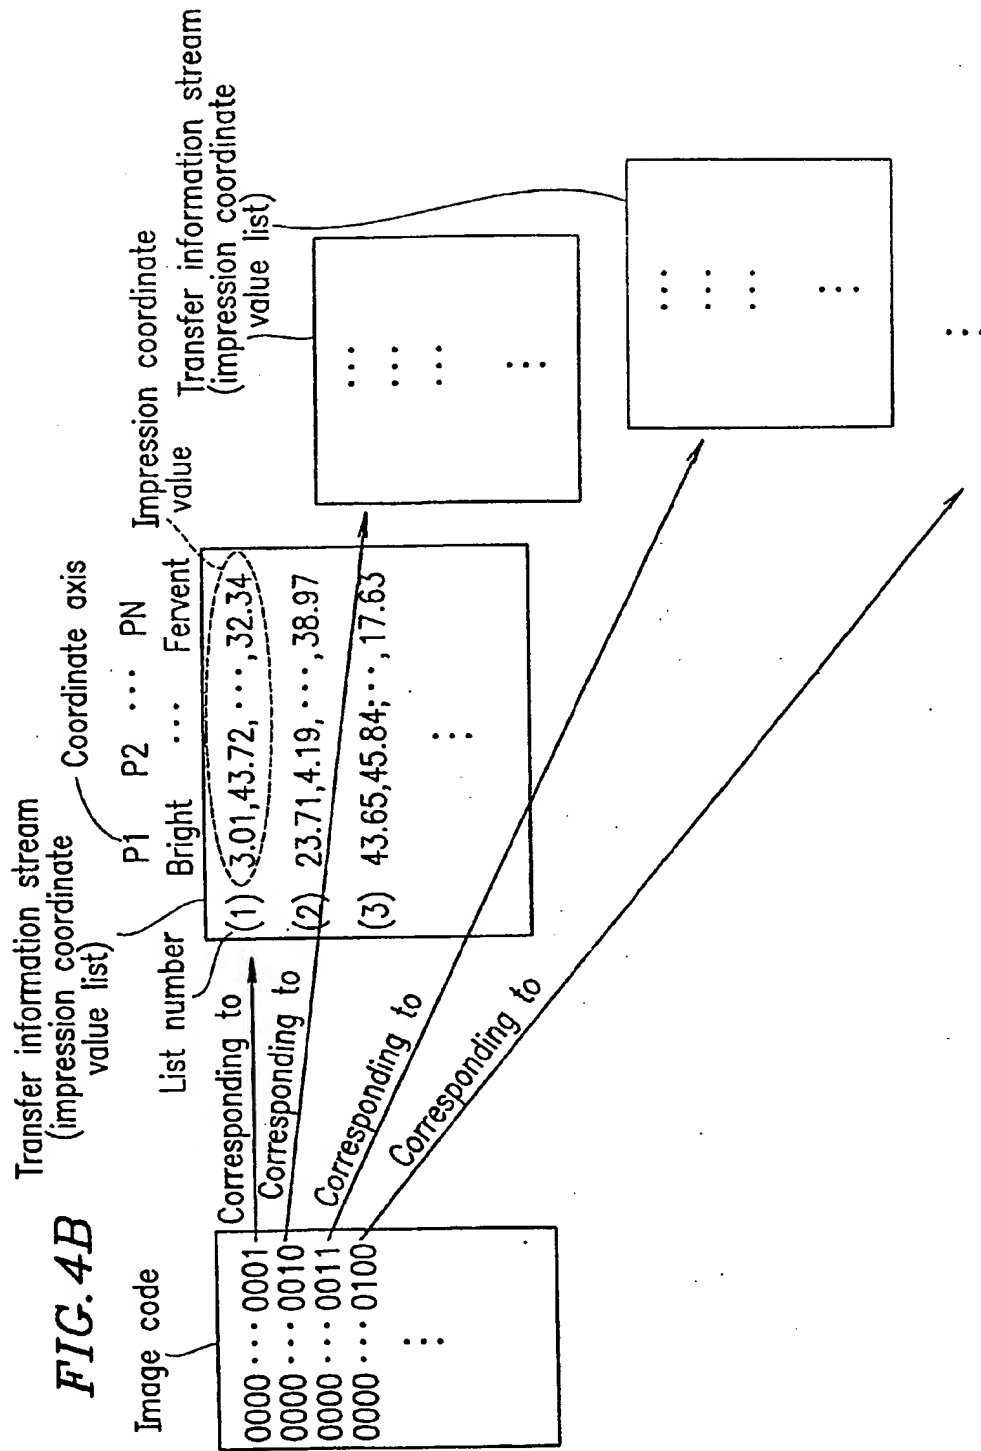 FIG. 4B
Image code
0000 ··· 0001
0000 ··· 0010
0000 ··· 0011
0000 ··· 0100
···
Corresponding to
Corresponding to
Corresponding to
Corresponding to
Transfer information stream
(impression coordinate
value list)
List number
Coordinate axis
P1 P2 ··· PN
Bright ··· Fervent
(1) 3.01,43.72, ···,32.34
(2) 23.71,4.19, ···,38.97
(3) 43.65,45.84, ···,17.63
···
Impression coordinate
value
Transfer information stream
(impression coordinate
value list)
···
···
···
···
···
···
···
···
···